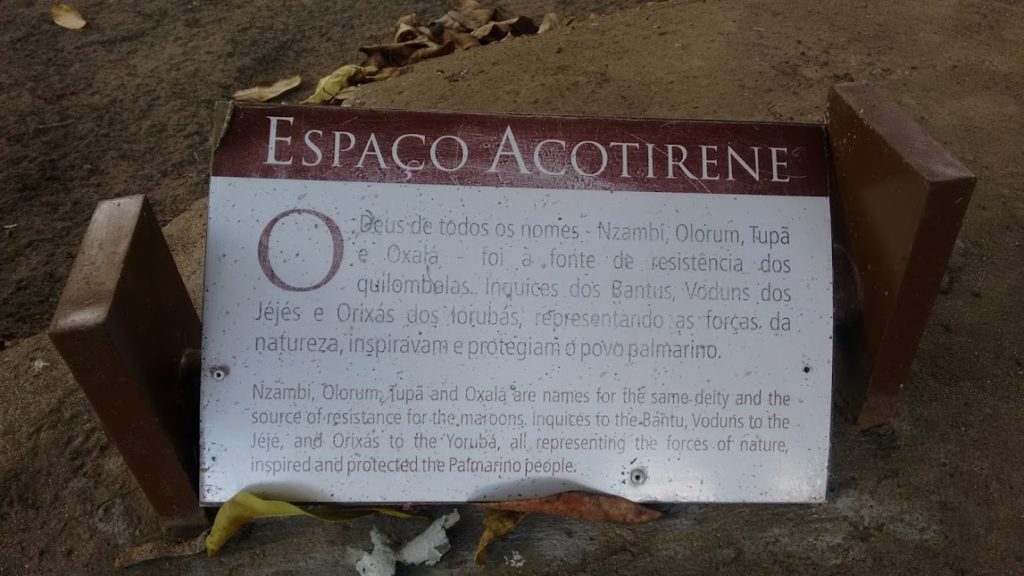 ESPAÇO ACOTIRENE
O Deus de todos os nomes - Nzambi, Olorum, Tupã
e Oxalá - foi a fonte de resistência dos
quilombolas. Inquices dos Bantus, Voduns dos
Jéjés e Orixás dos Iorubás, representando as forças da
natureza, inspiravam e protegiam o povo palmarino.
Nzambi, Olorum, Tupã and Oxalá are names for the same deity and the
source of resistance for the maroons. Inquices to the Bantu, Voduns to the
Jéjé, and Orixás to the Yorubá, all representing the forces of nature,
inspired and protected the Palmarino people.